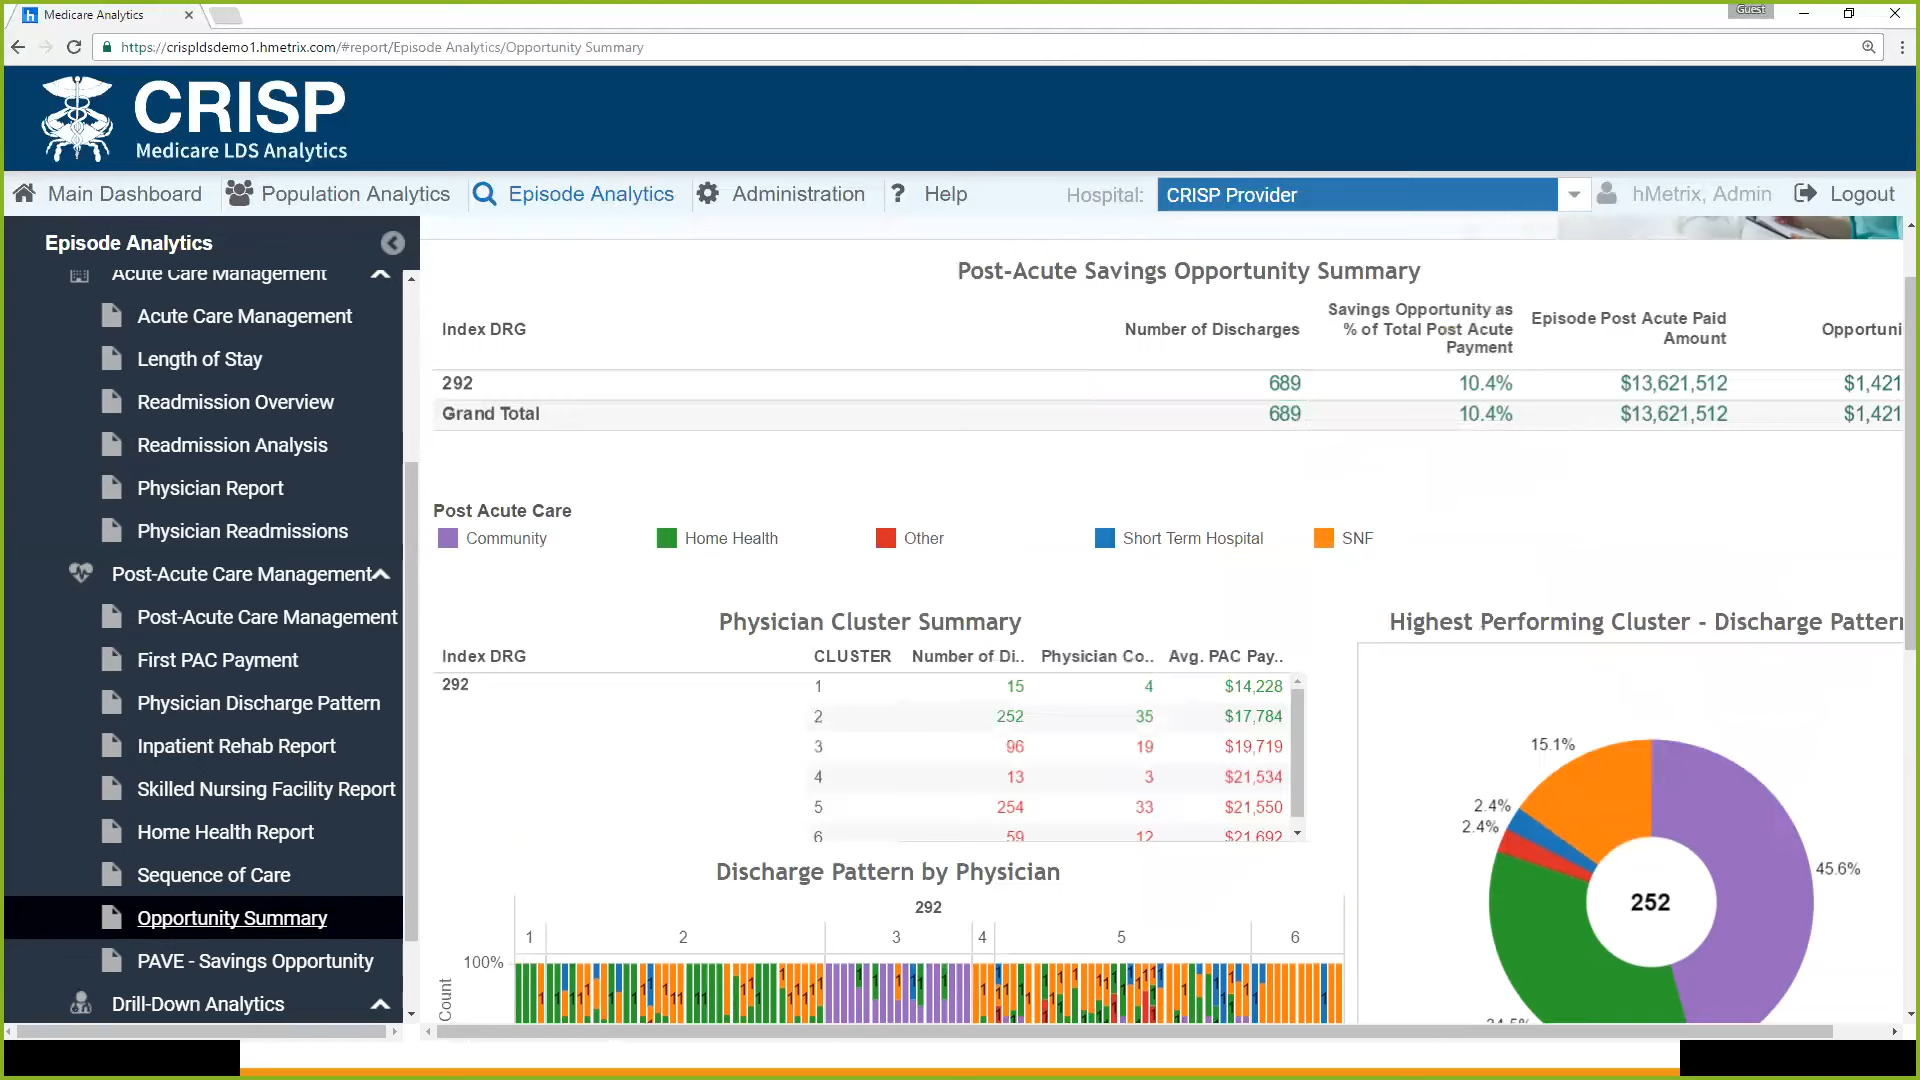 Medicare Analytics
Guest
https://crispldsdemo1.hmetrix.com/#report/Episode Analytics/Opportunity Summary
CRISP
Medicare LDS Analytics
Main Dashboard
Population Analytics
Episode Analytics
Administration
? Help
Hospital:
CRISP Provider
hMetrix, Admin
Logout
Episode Analytics
Acute Care Management
Acute Care Management
Length of Stay
Readmission Overview
Readmission Analysis
Physician Report
Physician Readmissions
Post-Acute Care Management
Post-Acute Care Management
First PAC Payment
Physician Discharge Pattern
Inpatient Rehab Report
Skilled Nursing Facility Report
Home Health Report
Sequence of Care
Opportunity Summary
PAVE - Savings Opportunity
Drill-Down Analytics
Post-Acute Savings Opportunity Summary
Index DRG
Number of Discharges
Savings Opportunity as
% of Total Post Acute
Payment
Episode Post Acute Paid
Amount
Opportuni
292 689 10.4% $13,621,512 $1,421
Grand Total 689 10.4% $13,621,512 $1,421
Post Acute Care
Community
Home Health
Other
Short Term Hospital
SNF
Physician Cluster Summary
Index DRG CLUSTER Number of Di.. Physician Co.. Avg. PAC Pay..
292 1 15 4 $14,228
2 252 35 $17,784
3 96 19 $19,719
4 13 3 $21,534
5 254 33 $21,550
6 59 12 $21,692
Discharge Pattern by Physician
292
1 2 3 4 5 6
100%
Count
Highest Performing Cluster - Discharge Pattern
15.1%
2.4%
2.4%
45.6%
252